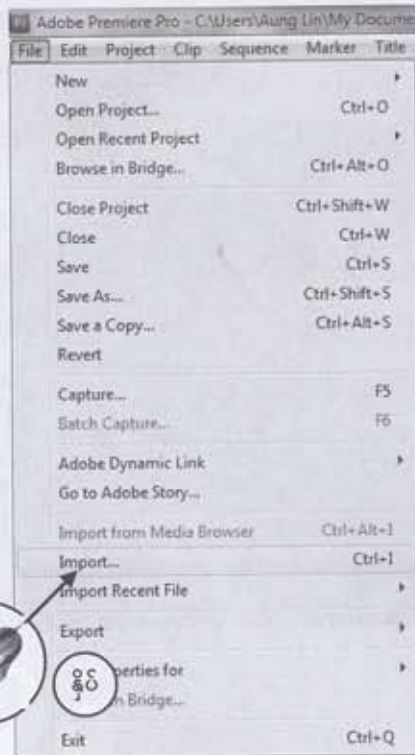 Adobe Premiere Pro - C:\Users\Aung Lin\My Docume
File Edit Project Clip Sequence Marker Title
New
Open Project... Ctrl+O
Open Recent Project
Browse in Bridge... Ctrl+Alt+O
Close Project Ctrl+Shift+W
Close Ctrl+W
Save Ctrl+S
Save As... Ctrl+Shift+S
Save a Copy... Ctrl+Alt+S
Revert
Capture... F5
Batch Capture... F6
Adobe Dynamic Link
Go to Adobe Story...
Import from Media Browser Ctrl+Alt+I
Import... Ctrl+I
Import Recent File
Export
perties for
Bridge...
Exit Ctrl+Q